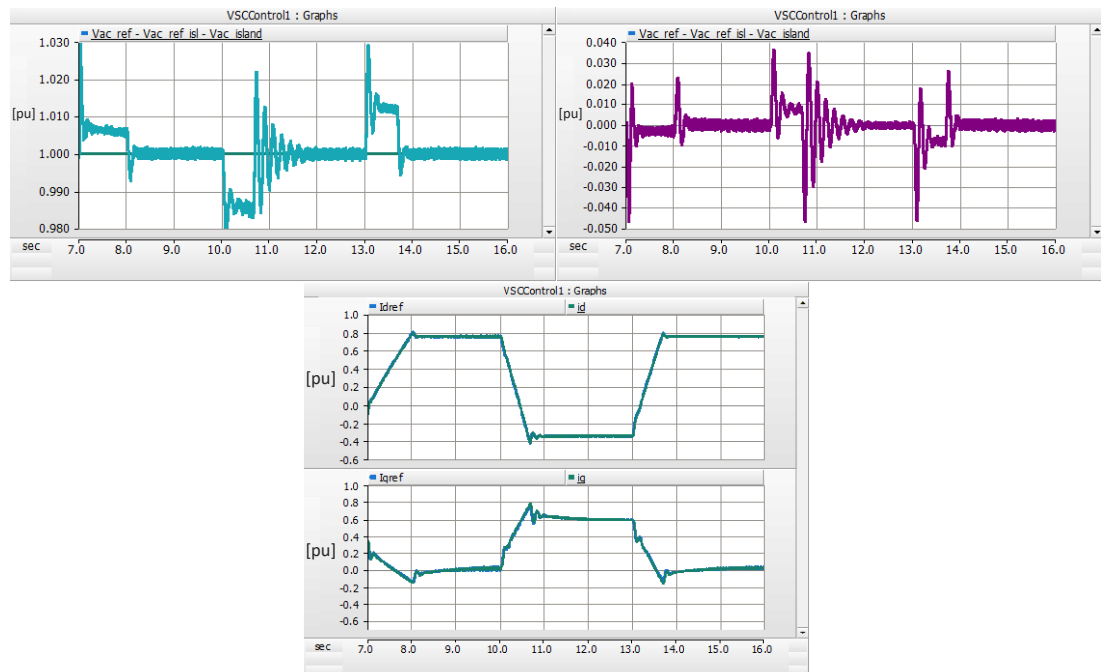 VSCControl1 : Graphs
Vac_ref - Vac_ref_isl - Vac_island
1.030
1.020
1.010
1.000
0.990
0.980
[pu]
sec 7.0 8.0 9.0 10.0 11.0 12.0 13.0 14.0 15.0 16.0
VSCControl1 : Graphs
Vac_ref - Vac_ref_isl - Vac_island
0.040
0.030
0.020
0.010
0.000
-0.010
-0.020
-0.030
-0.040
-0.050
[pu]
sec 7.0 8.0 9.0 10.0 11.0 12.0 13.0 14.0 15.0 16.0
VSCControl1 : Graphs
Idref id
1.0
0.8
0.6
0.4
0.2
0.0
-0.2
-0.4
-0.6
[pu]
Iqref iq
1.0
0.8
0.6
0.4
0.2
0.0
-0.2
-0.4
-0.6
[pu]
sec 7.0 8.0 9.0 10.0 11.0 12.0 13.0 14.0 15.0 16.0